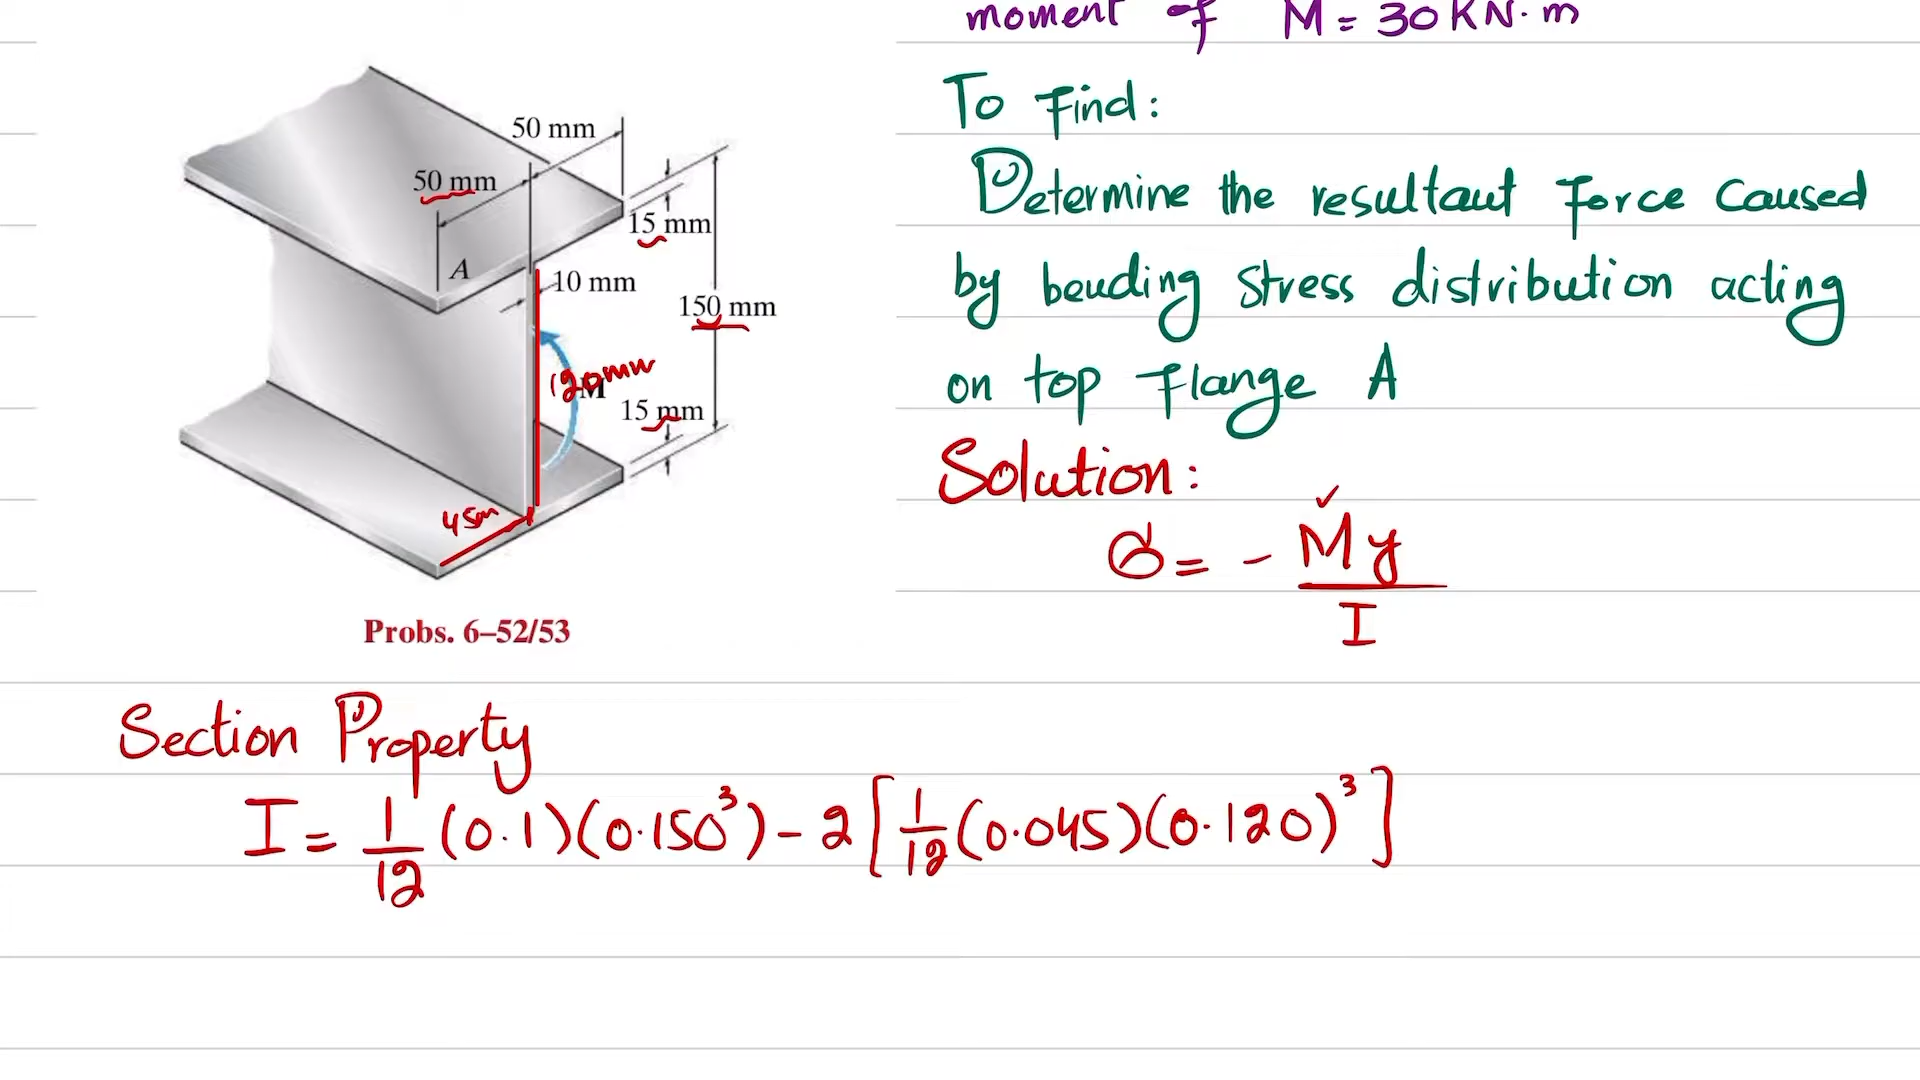 moment of M = 30 KN·m
50 mm
50 mm
15 mm
A
10 mm
150 mm
120mm
M
15 mm
45m
Probs. 6–52/53
To Find:
Determine the resultant Force Caused
by bending Stress distribution acting
on top Flange A
Solution:
✓
σ = - My
I
Section Property
I = 1/12 (0.1)(0.150³) - 2 [1/12 (0.045)(0.120)³]